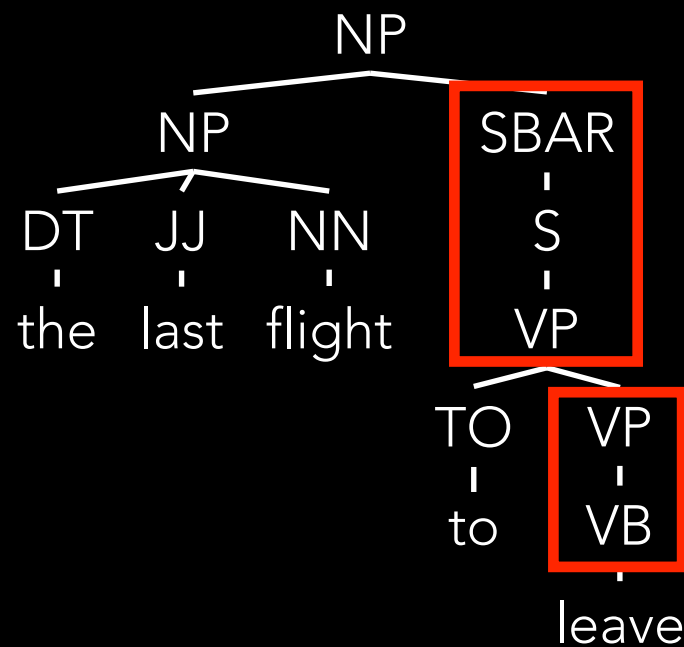 NP
NP SBAR
DT JJ NN S
the last flight VP
TO VP
to VB
leave